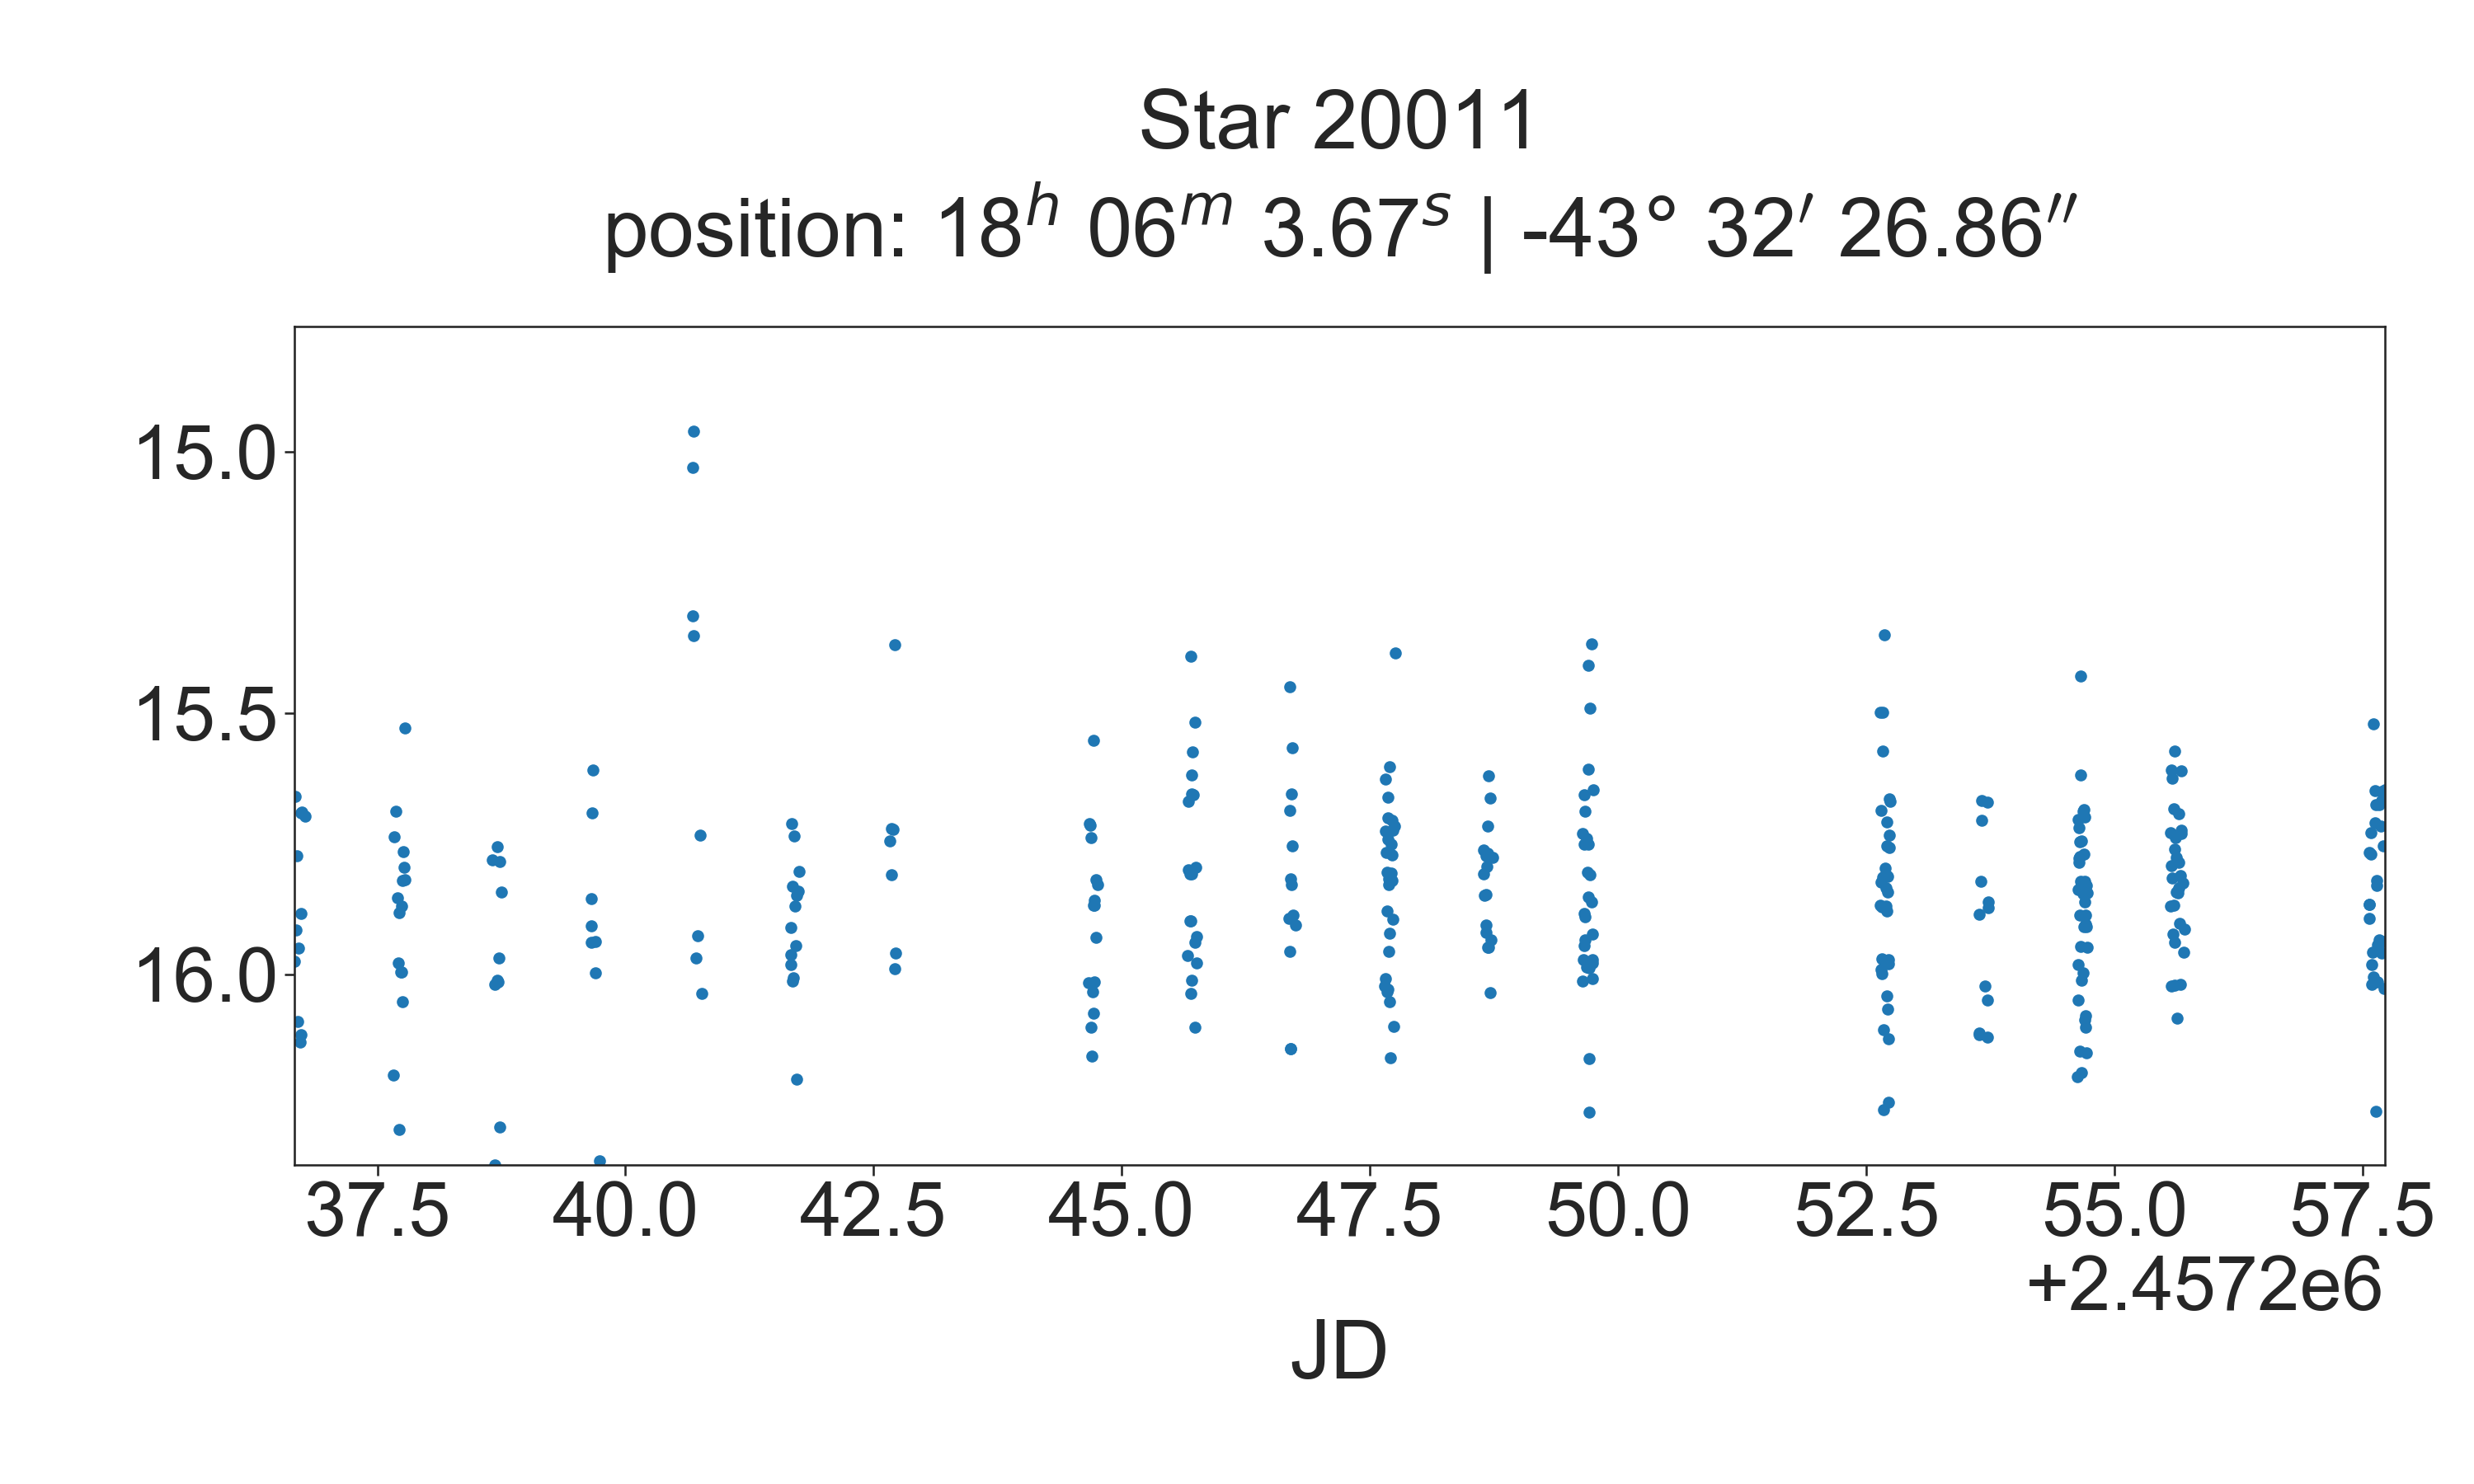 Star 20011
position: 18ʰ 06ᵐ 3.67ˢ | -43° 32′ 26.86′′
15.0
15.5
16.0
37.5 40.0 42.5 45.0 47.5 50.0 52.5 55.0 57.5
+2.4572e6
JD